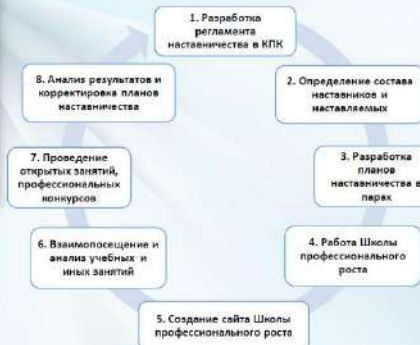 1. Разработка
регламента
наставничества в КПК
2. Определение состава
наставников и
наставляемых
3. Разработка
планов
наставничества в
парах
4. Работа Школы
профессионального
роста
5. Создание сайта Школы
профессионального роста
6. Взаимопосещение и
анализ учебных и
иных занятий
7. Проведение
открытых занятий,
профессиональных
конкурсов
8. Анализ результатов и
корректировка планов
наставничества